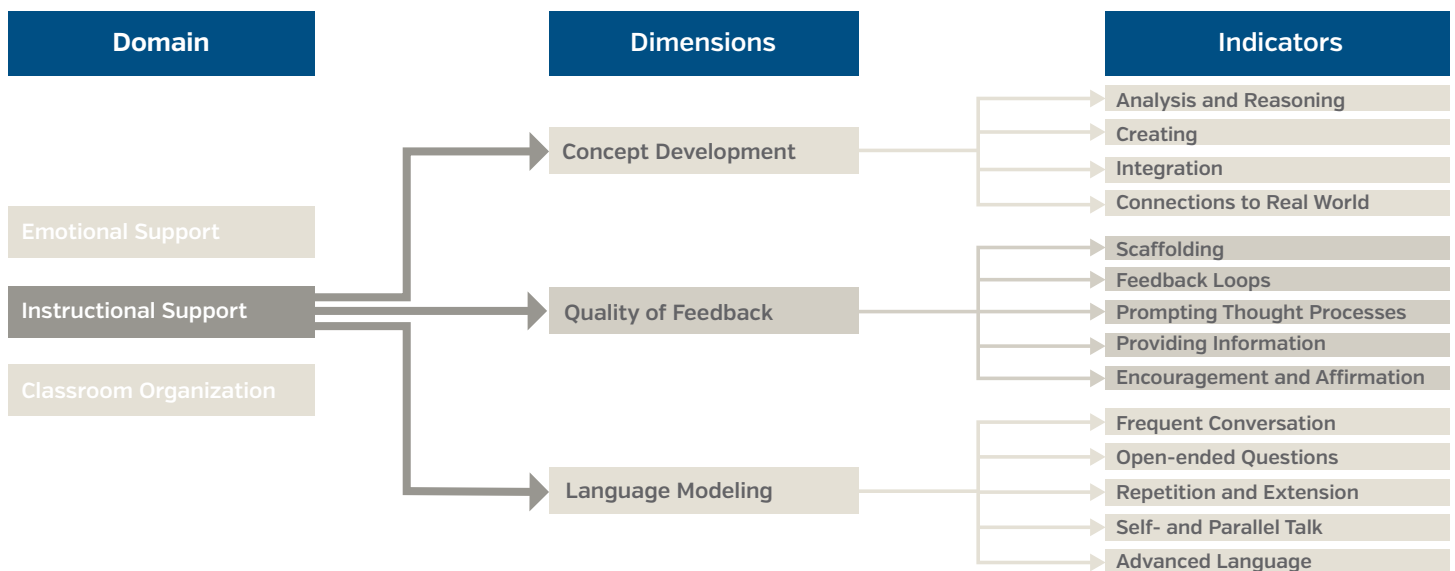 Domain
Dimensions
Indicators
Emotional Support
Instructional Support
Classroom Organization
Concept Development
Quality of Feedback
Language Modeling
Analysis and Reasoning
Creating
Integration
Connections to Real World
Scaffolding
Feedback Loops
Prompting Thought Processes
Providing Information
Encouragement and Affirmation
Frequent Conversation
Open-ended Questions
Repetition and Extension
Self- and Parallel Talk
Advanced Language